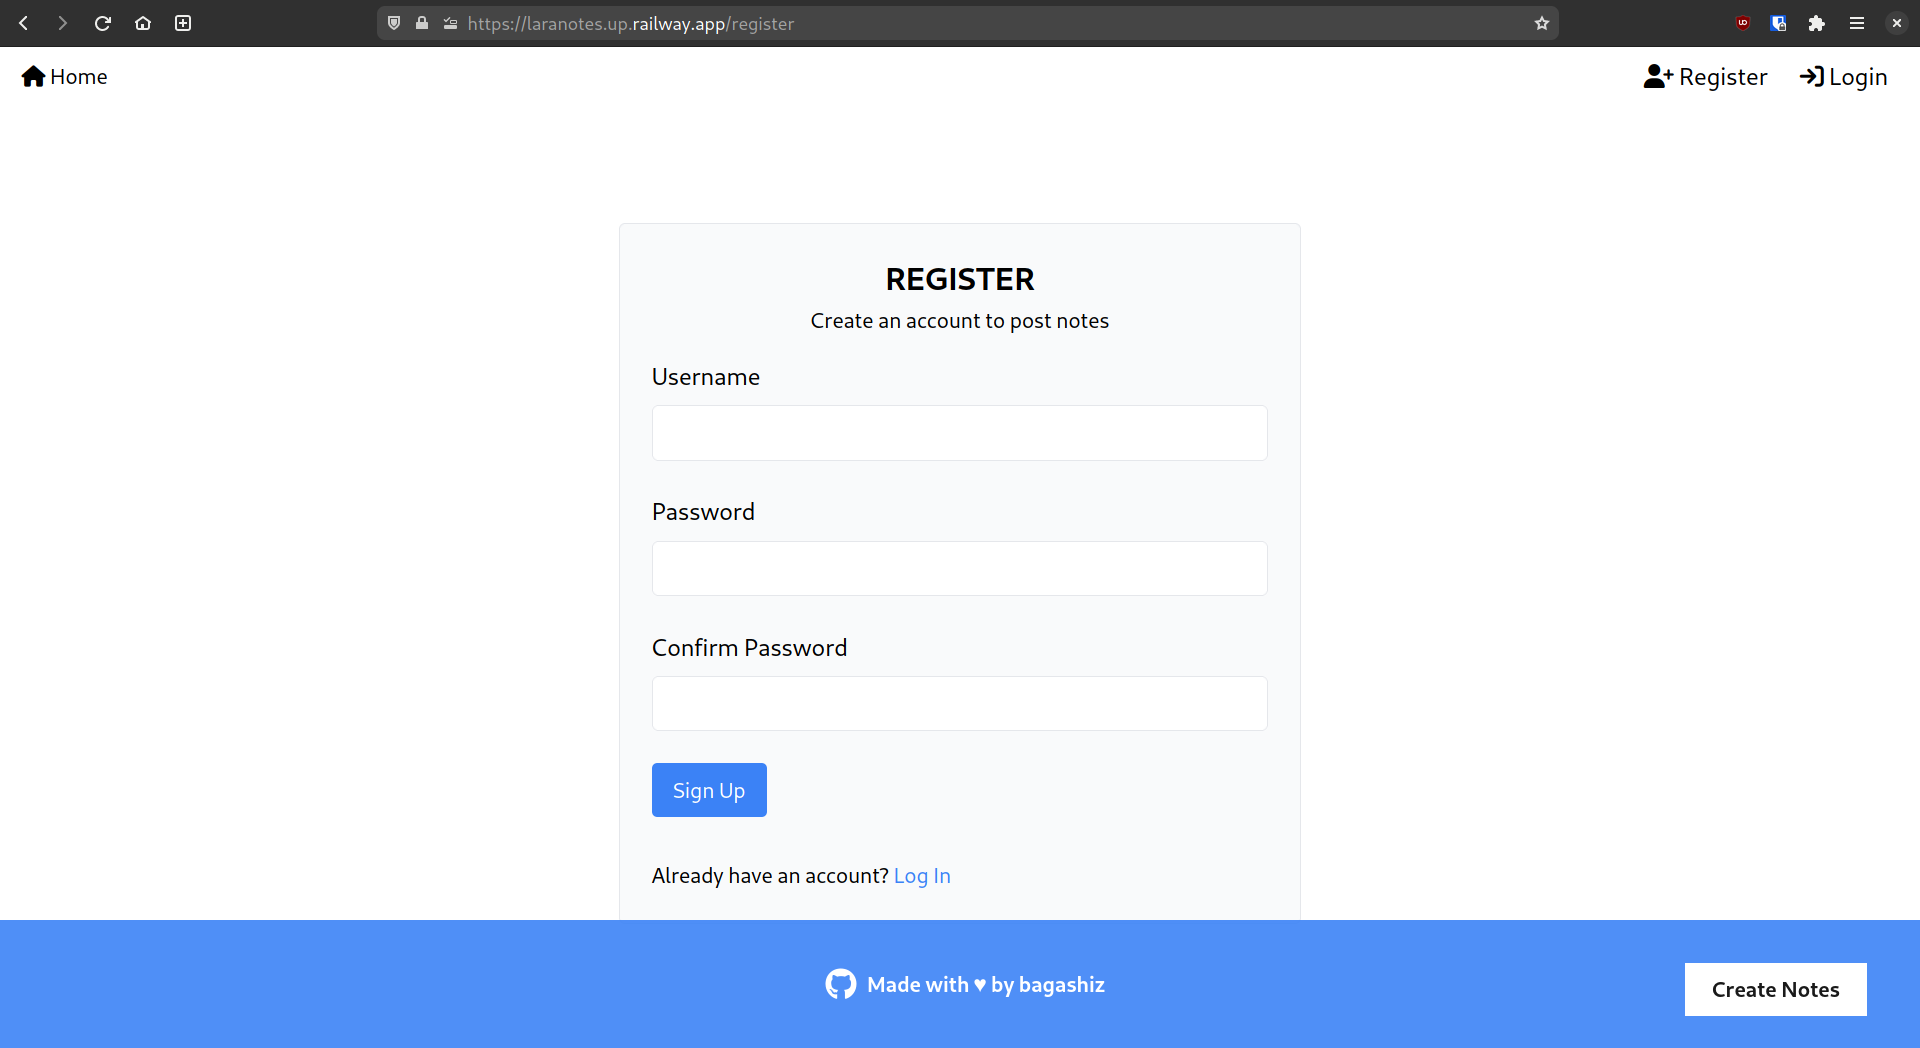 https://laranotes.up.railway.app/register
Home
Register
Login
REGISTER
Create an account to post notes
Username
Password
Confirm Password
Sign Up
Already have an account? Log In
Made with ♥ by bagashiz
Create Notes